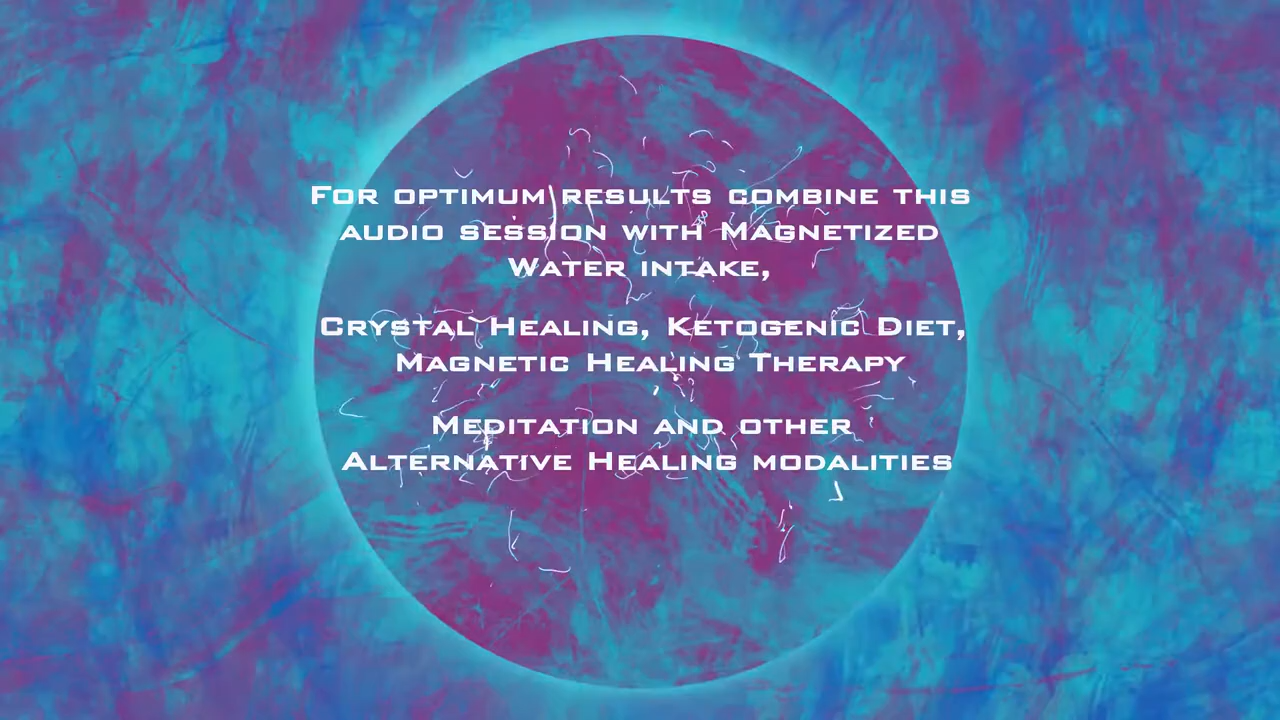 For optimum results combine this
audio session with Magnetized
Water intake,
Crystal Healing, Ketogenic Diet,
Magnetic Healing Therapy
Meditation and other
Alternative Healing modalities